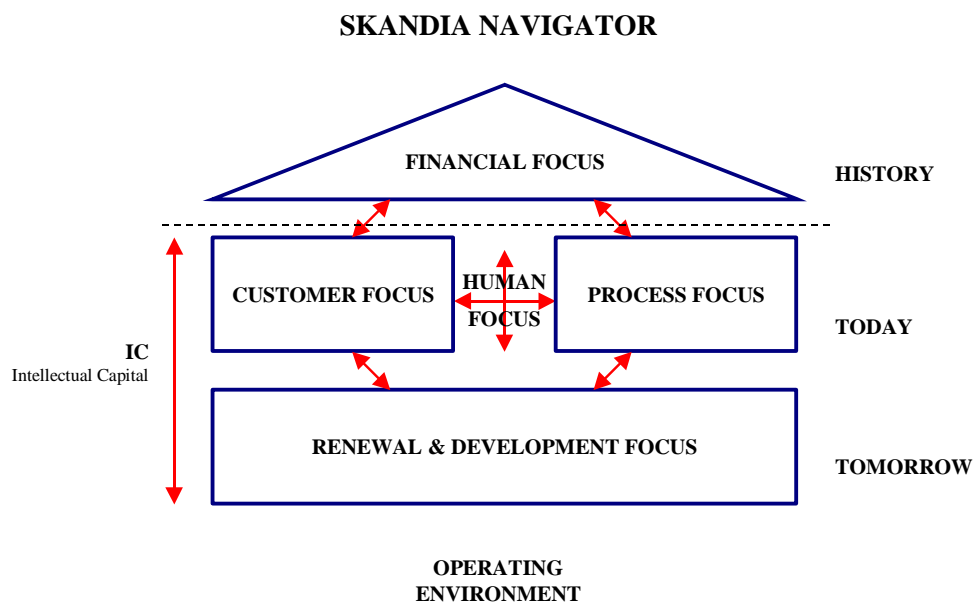 SKANDIA NAVIGATOR
FINANCIAL FOCUS
HISTORY
CUSTOMER FOCUS
HUMAN
FOCUS
PROCESS FOCUS
TODAY
IC
Intellectual Capital
RENEWAL & DEVELOPMENT FOCUS
TOMORROW
OPERATING
ENVIRONMENT